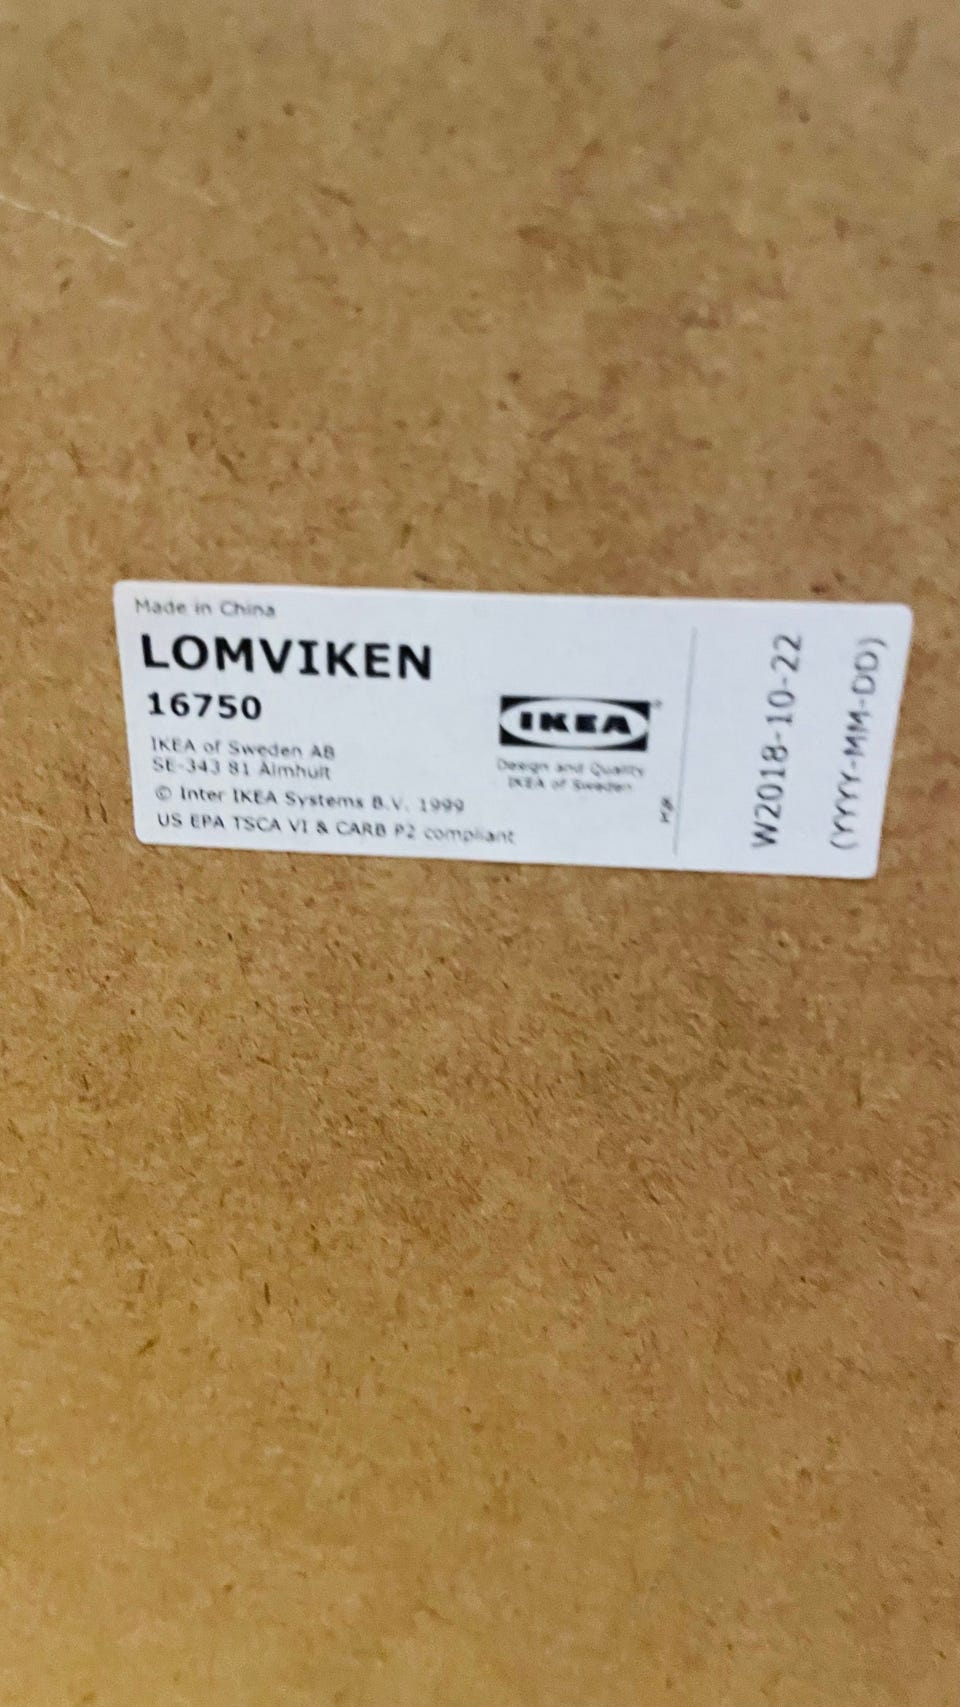 Made in China
LOMVIKEN
16750
IKEA of Sweden AB
SE-343 81 Älmhult
© Inter IKEA Systems B.V. 1999
US EPA TSCA VI & CARB P2 compliant
IKEA®
Design and Quality
IKEA of Sweden
W2018-10-22
(YYYY-MM-DD)